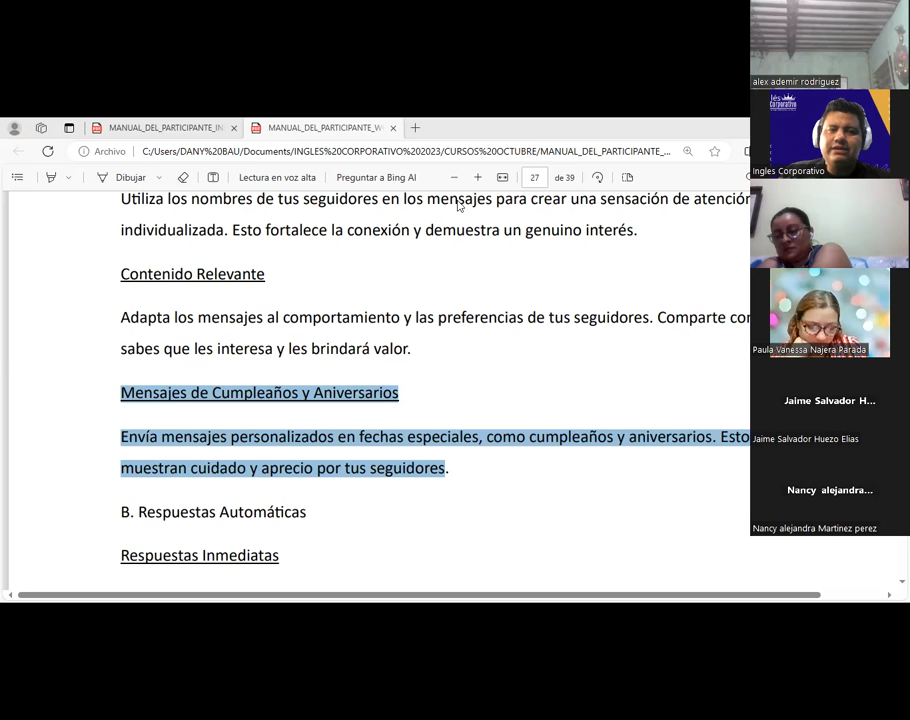 alex ademir rodriguez
Inglés
Corporativo
Ingles Corporativo
Paula Vanessa Najera Parada
Jaime Salvador H...
Jaime Salvador Huezo Elias
Nancy alejandra...
Nancy alejandra Martinez perez
MANUAL_DEL_PARTICIPANTE_IN
MANUAL_DEL_PARTICIPANTE_W
Archivo
C:/Users/DANY%20BAU/Documents/INGLES%20CORPORATIVO%202023/CURSOS%20OCTUBRE/MANUAL_DEL_PARTICIPANTE_...
Dibujar
Lectura en voz alta
Preguntar a Bing AI
27 de 39
Utiliza los nombres de tus seguidores en los mensajes para crear una sensación de atención
individualizada. Esto fortalece la conexión y demuestra un genuino interés.
Contenido Relevante
Adapta los mensajes al comportamiento y las preferencias de tus seguidores. Comparte con
sabes que les interesa y les brindará valor.
Mensajes de Cumpleaños y Aniversarios
Envía mensajes personalizados en fechas especiales, como cumpleaños y aniversarios. Esto
muestran cuidado y aprecio por tus seguidores.
B. Respuestas Automáticas
Respuestas Inmediatas